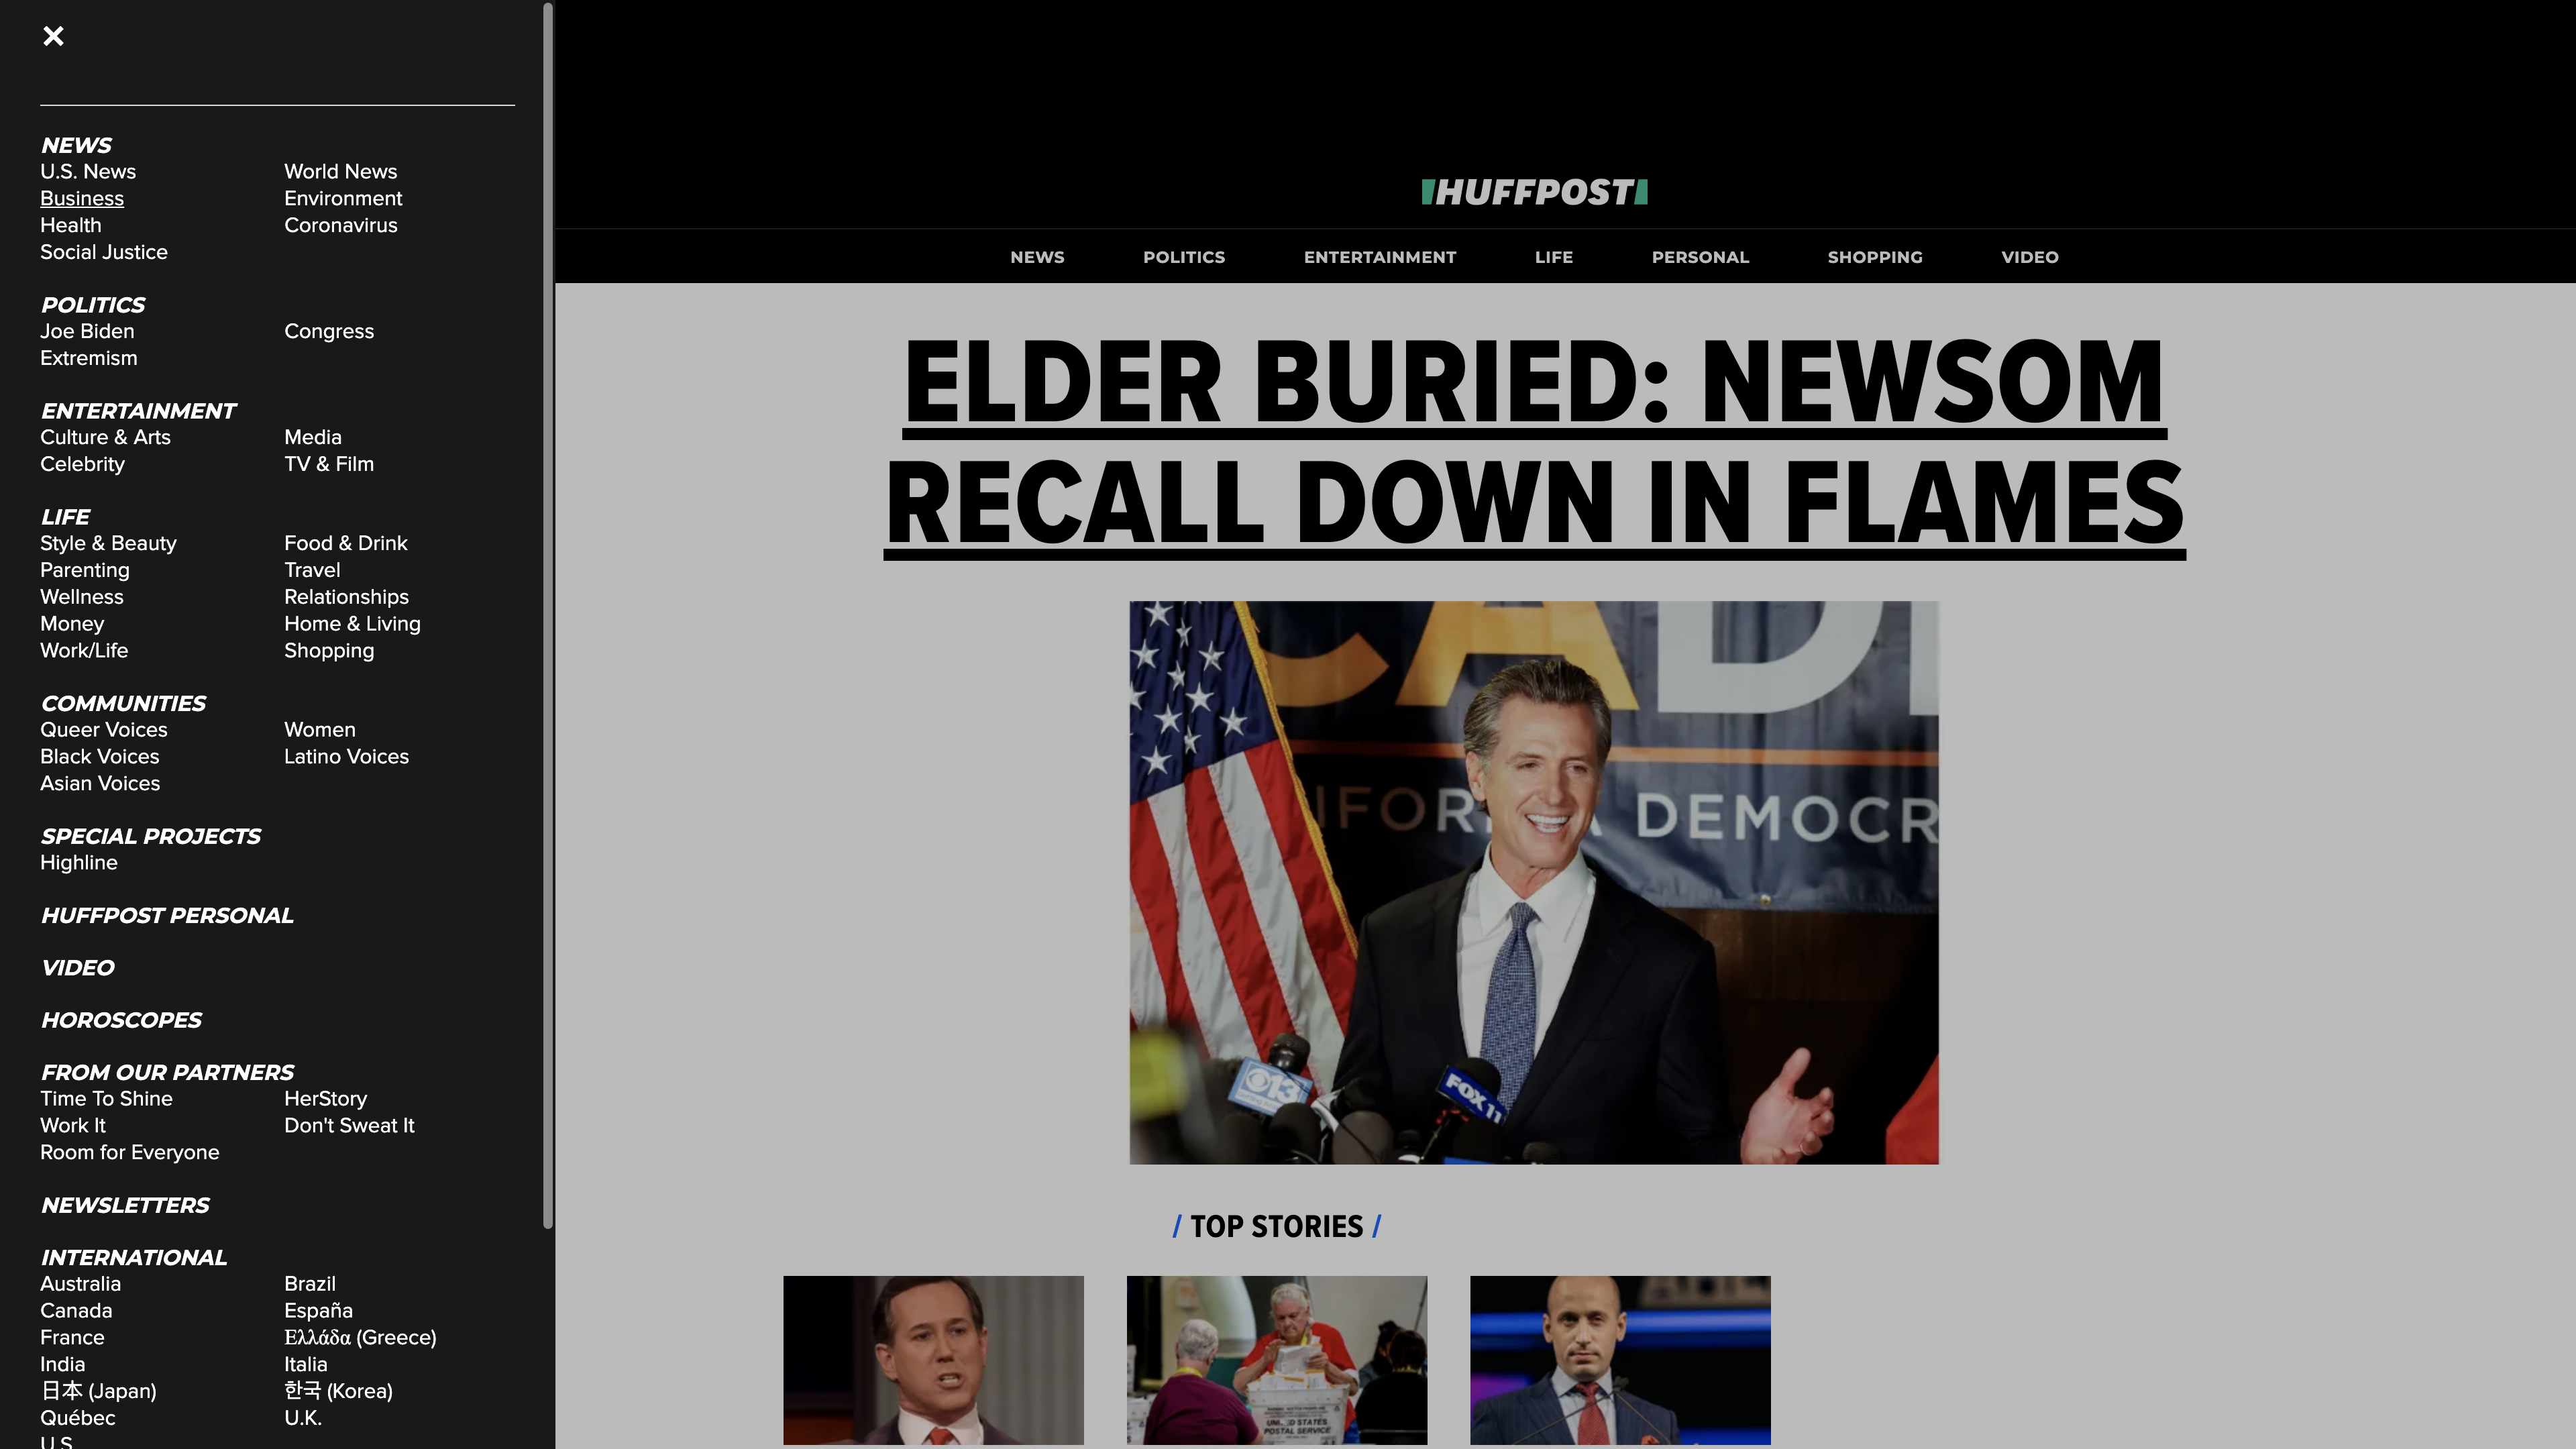 NEWS
U.S. News
World News
Business
Environment
Health
Coronavirus
Social Justice
POLITICS
Joe Biden
Congress
Extremism
ENTERTAINMENT
Culture & Arts
Media
Celebrity
TV & Film
LIFE
Style & Beauty
Food & Drink
Parenting
Travel
Wellness
Relationships
Money
Home & Living
Work/Life
Shopping
COMMUNITIES
Queer Voices
Women
Black Voices
Latino Voices
Asian Voices
SPECIAL PROJECTS
Highline
HUFFPOST PERSONAL
VIDEO
HOROSCOPES
FROM OUR PARTNERS
Time To Shine
HerStory
Work It
Don't Sweat It
Room for Everyone
NEWSLETTERS
INTERNATIONAL
Australia
Brazil
Canada
España
France
Ελλάδα (Greece)
India
Italia
日本 (Japan)
한국 (Korea)
Québec
U.K.
U.S.
HUFFPOST
NEWS POLITICS ENTERTAINMENT LIFE PERSONAL SHOPPING VIDEO
ELDER BURIED: NEWSOM
RECALL DOWN IN FLAMES
CAD
IFOR A DEMOCR
CBS 13
FOX 11
/ TOP STORIES /
UNITED STATES
POSTAL SERVICE